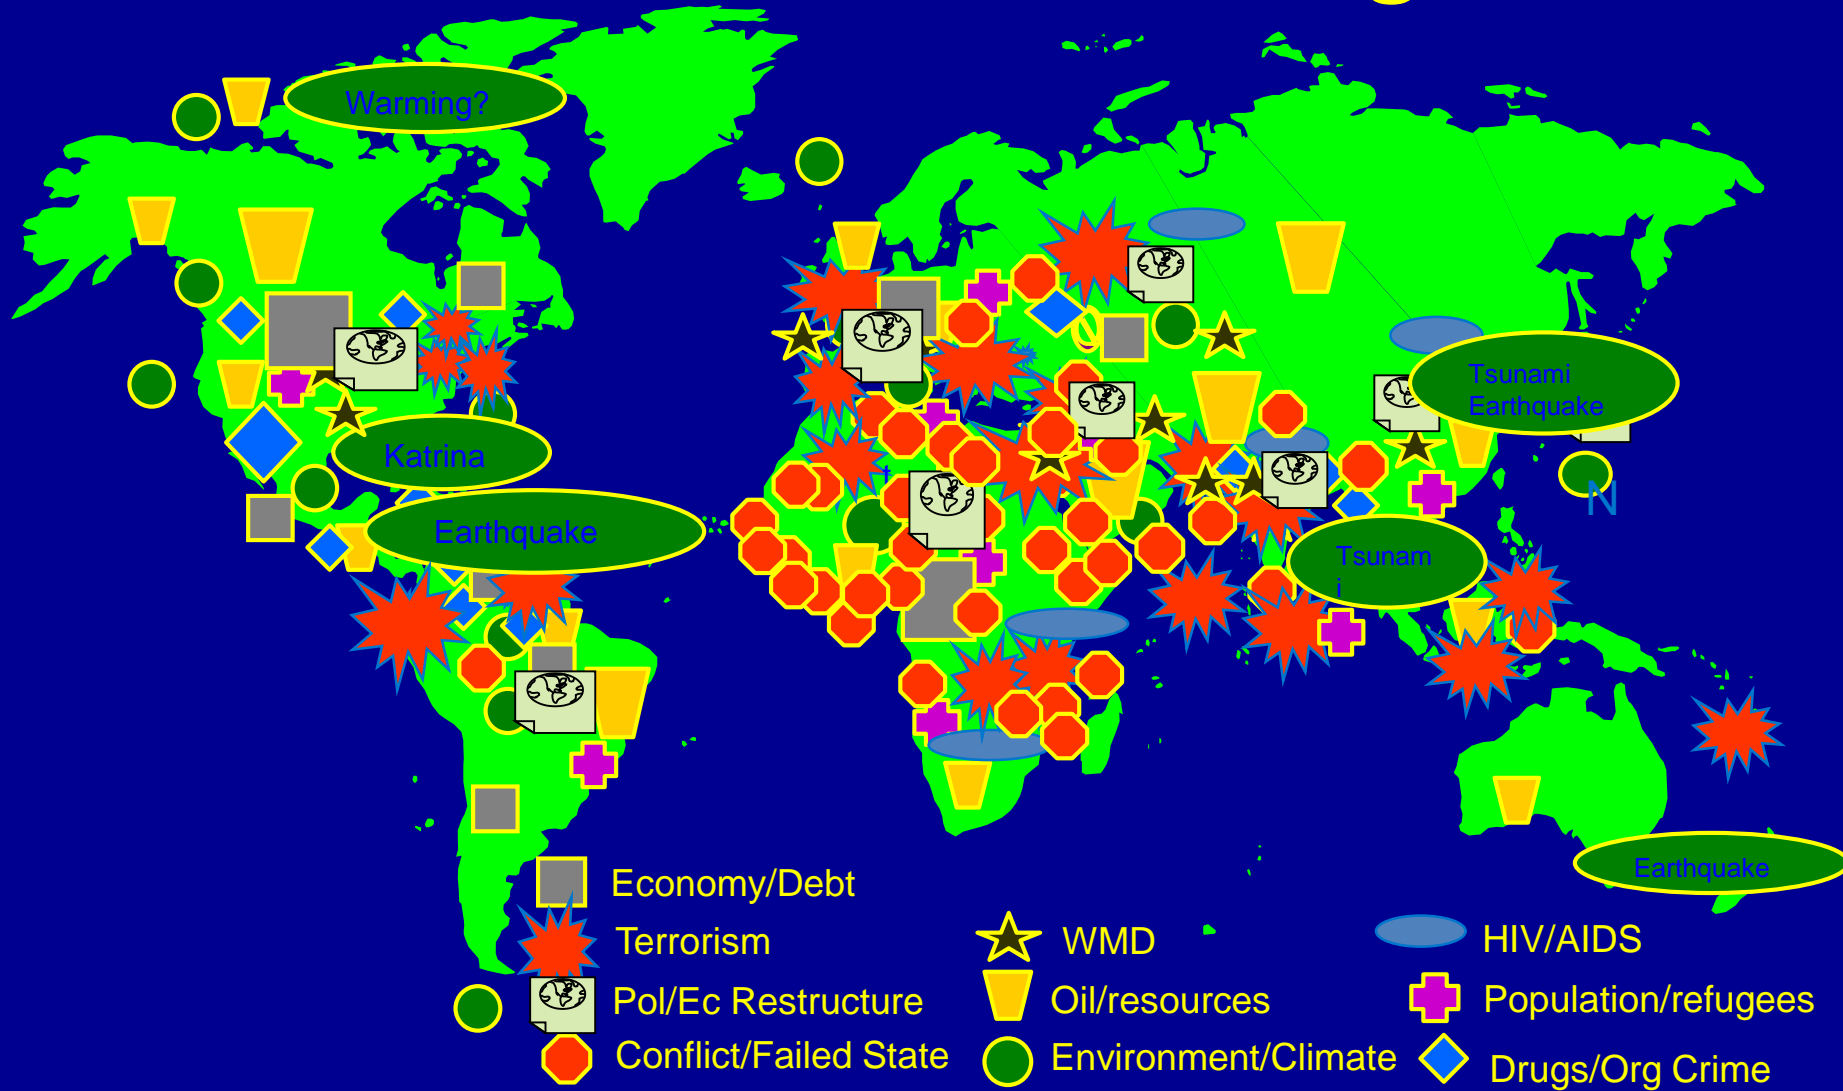 Warming?
Tsunami
Earthquake
Katrina
t
N
Earthquake
Tsunam
i
Earthquake
Economy/Debt
Terrorism
WMD
HIV/AIDS
Pol/Ec Restructure
Oil/resources
Population/refugees
Conflict/Failed State
Environment/Climate
Drugs/Org Crime